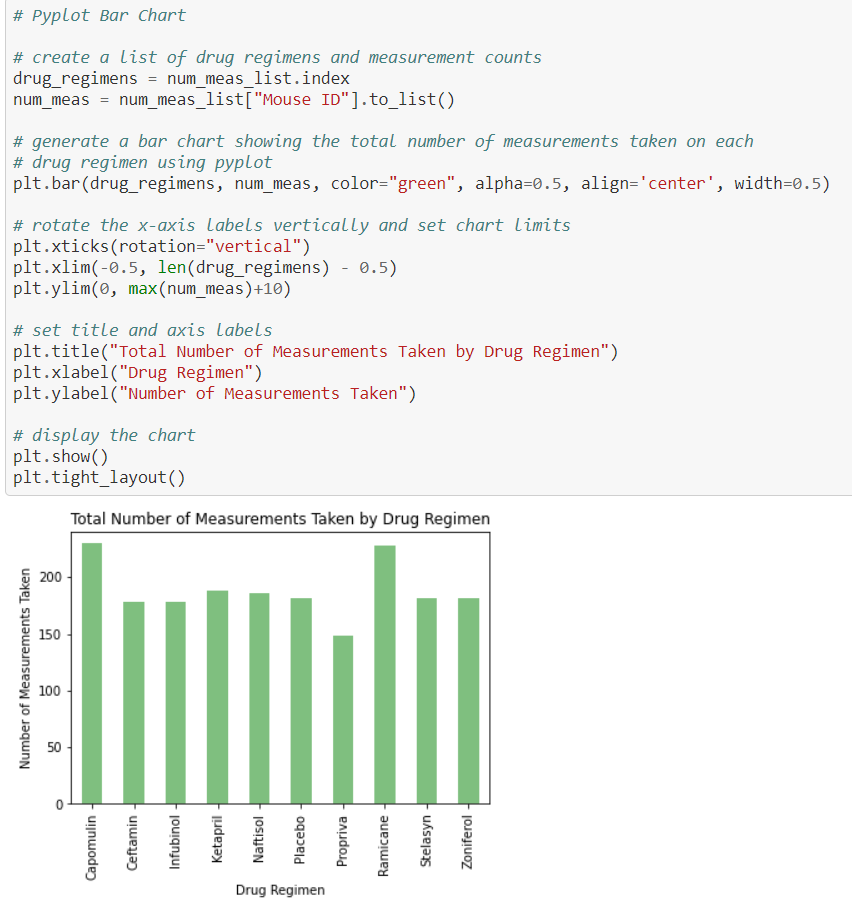 # Pyplot Bar Chart
# create a list of drug regimens and measurement counts
drug_regimens = num_meas_list.index
num_meas = num_meas_list["Mouse ID"].to_list()
# generate a bar chart showing the total number of measurements taken on each
# drug regimen using pyplot
plt.bar(drug_regimens, num_meas, color="green", alpha=0.5, align='center', width=0.5)
# rotate the x-axis labels vertically and set chart limits
plt.xticks(rotation="vertical")
plt.xlim(-0.5, len(drug_regimens) - 0.5)
plt.ylim(0, max(num_meas)+10)
# set title and axis labels
plt.title("Total Number of Measurements Taken by Drug Regimen")
plt.xlabel("Drug Regimen")
plt.ylabel("Number of Measurements Taken")
# display the chart
plt.show()
plt.tight_layout()
Total Number of Measurements Taken by Drug Regimen
Number of Measurements Taken
200
150
100
50
0
Capomulin
Ceftamin
Infubinol
Ketapril
Naftisol
Placebo
Propriva
Ramicane
Stelasyn
Zoniferol
Drug Regimen